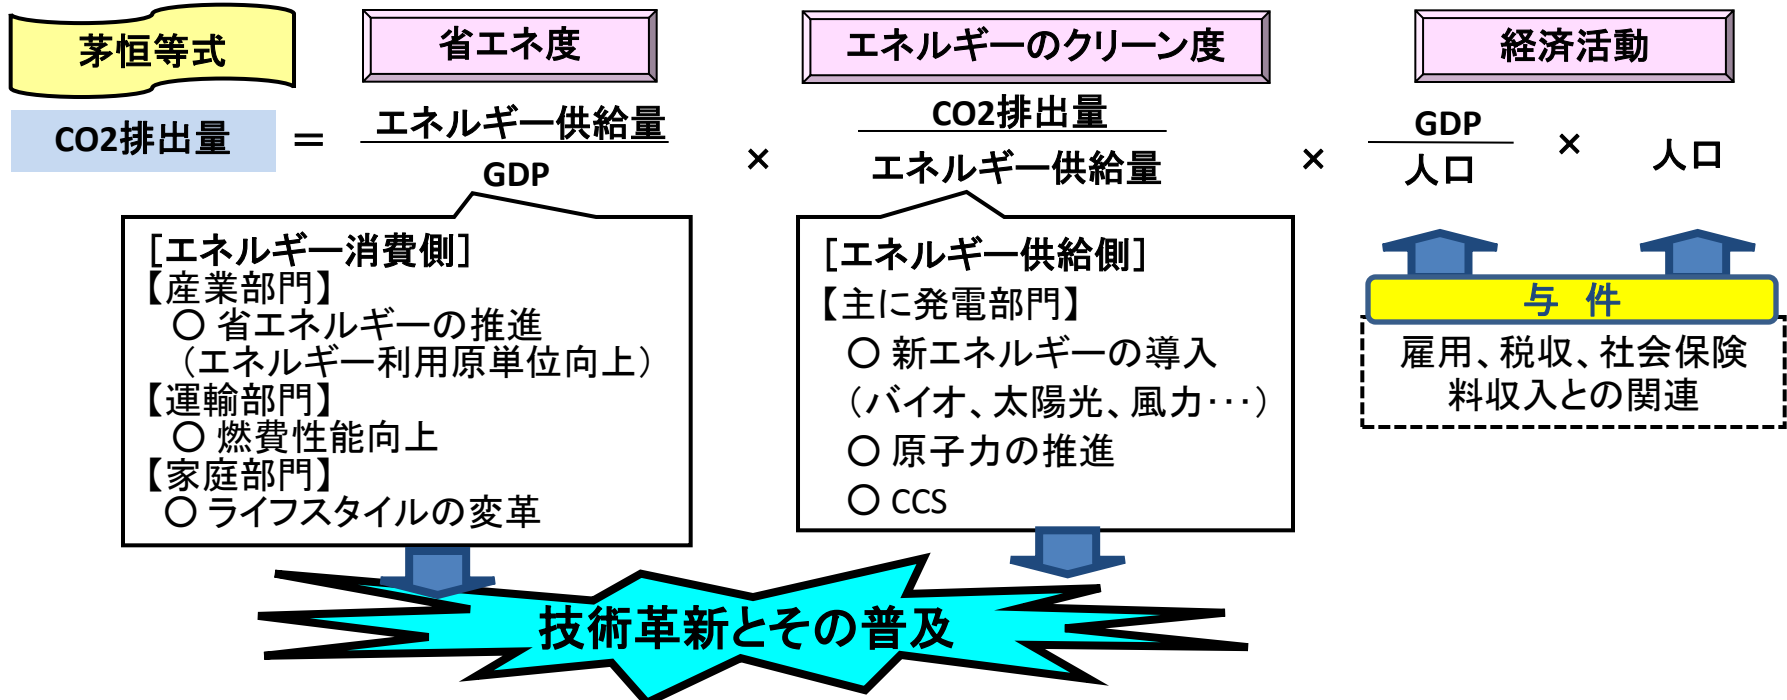 茅恒等式
省エネ度
エネルギーのクリーン度
経済活動
CO2排出量
＝
エネルギー供給量
GDP
×
CO2排出量
エネルギー供給量
×
GDP
人口
×
人口
［エネルギー消費側］
【産業部門】
○ 省エネルギーの推進
（エネルギー利用原単位向上）
【運輸部門】
○ 燃費性能向上
【家庭部門】
○ ライフスタイルの変革
［エネルギー供給側］
【主に発電部門】
○ 新エネルギーの導入
（バイオ、太陽光、風力･･･）
○ 原子力の推進
○ CCS
与　件
雇用、税収、社会保険
料収入との関連
技術革新とその普及